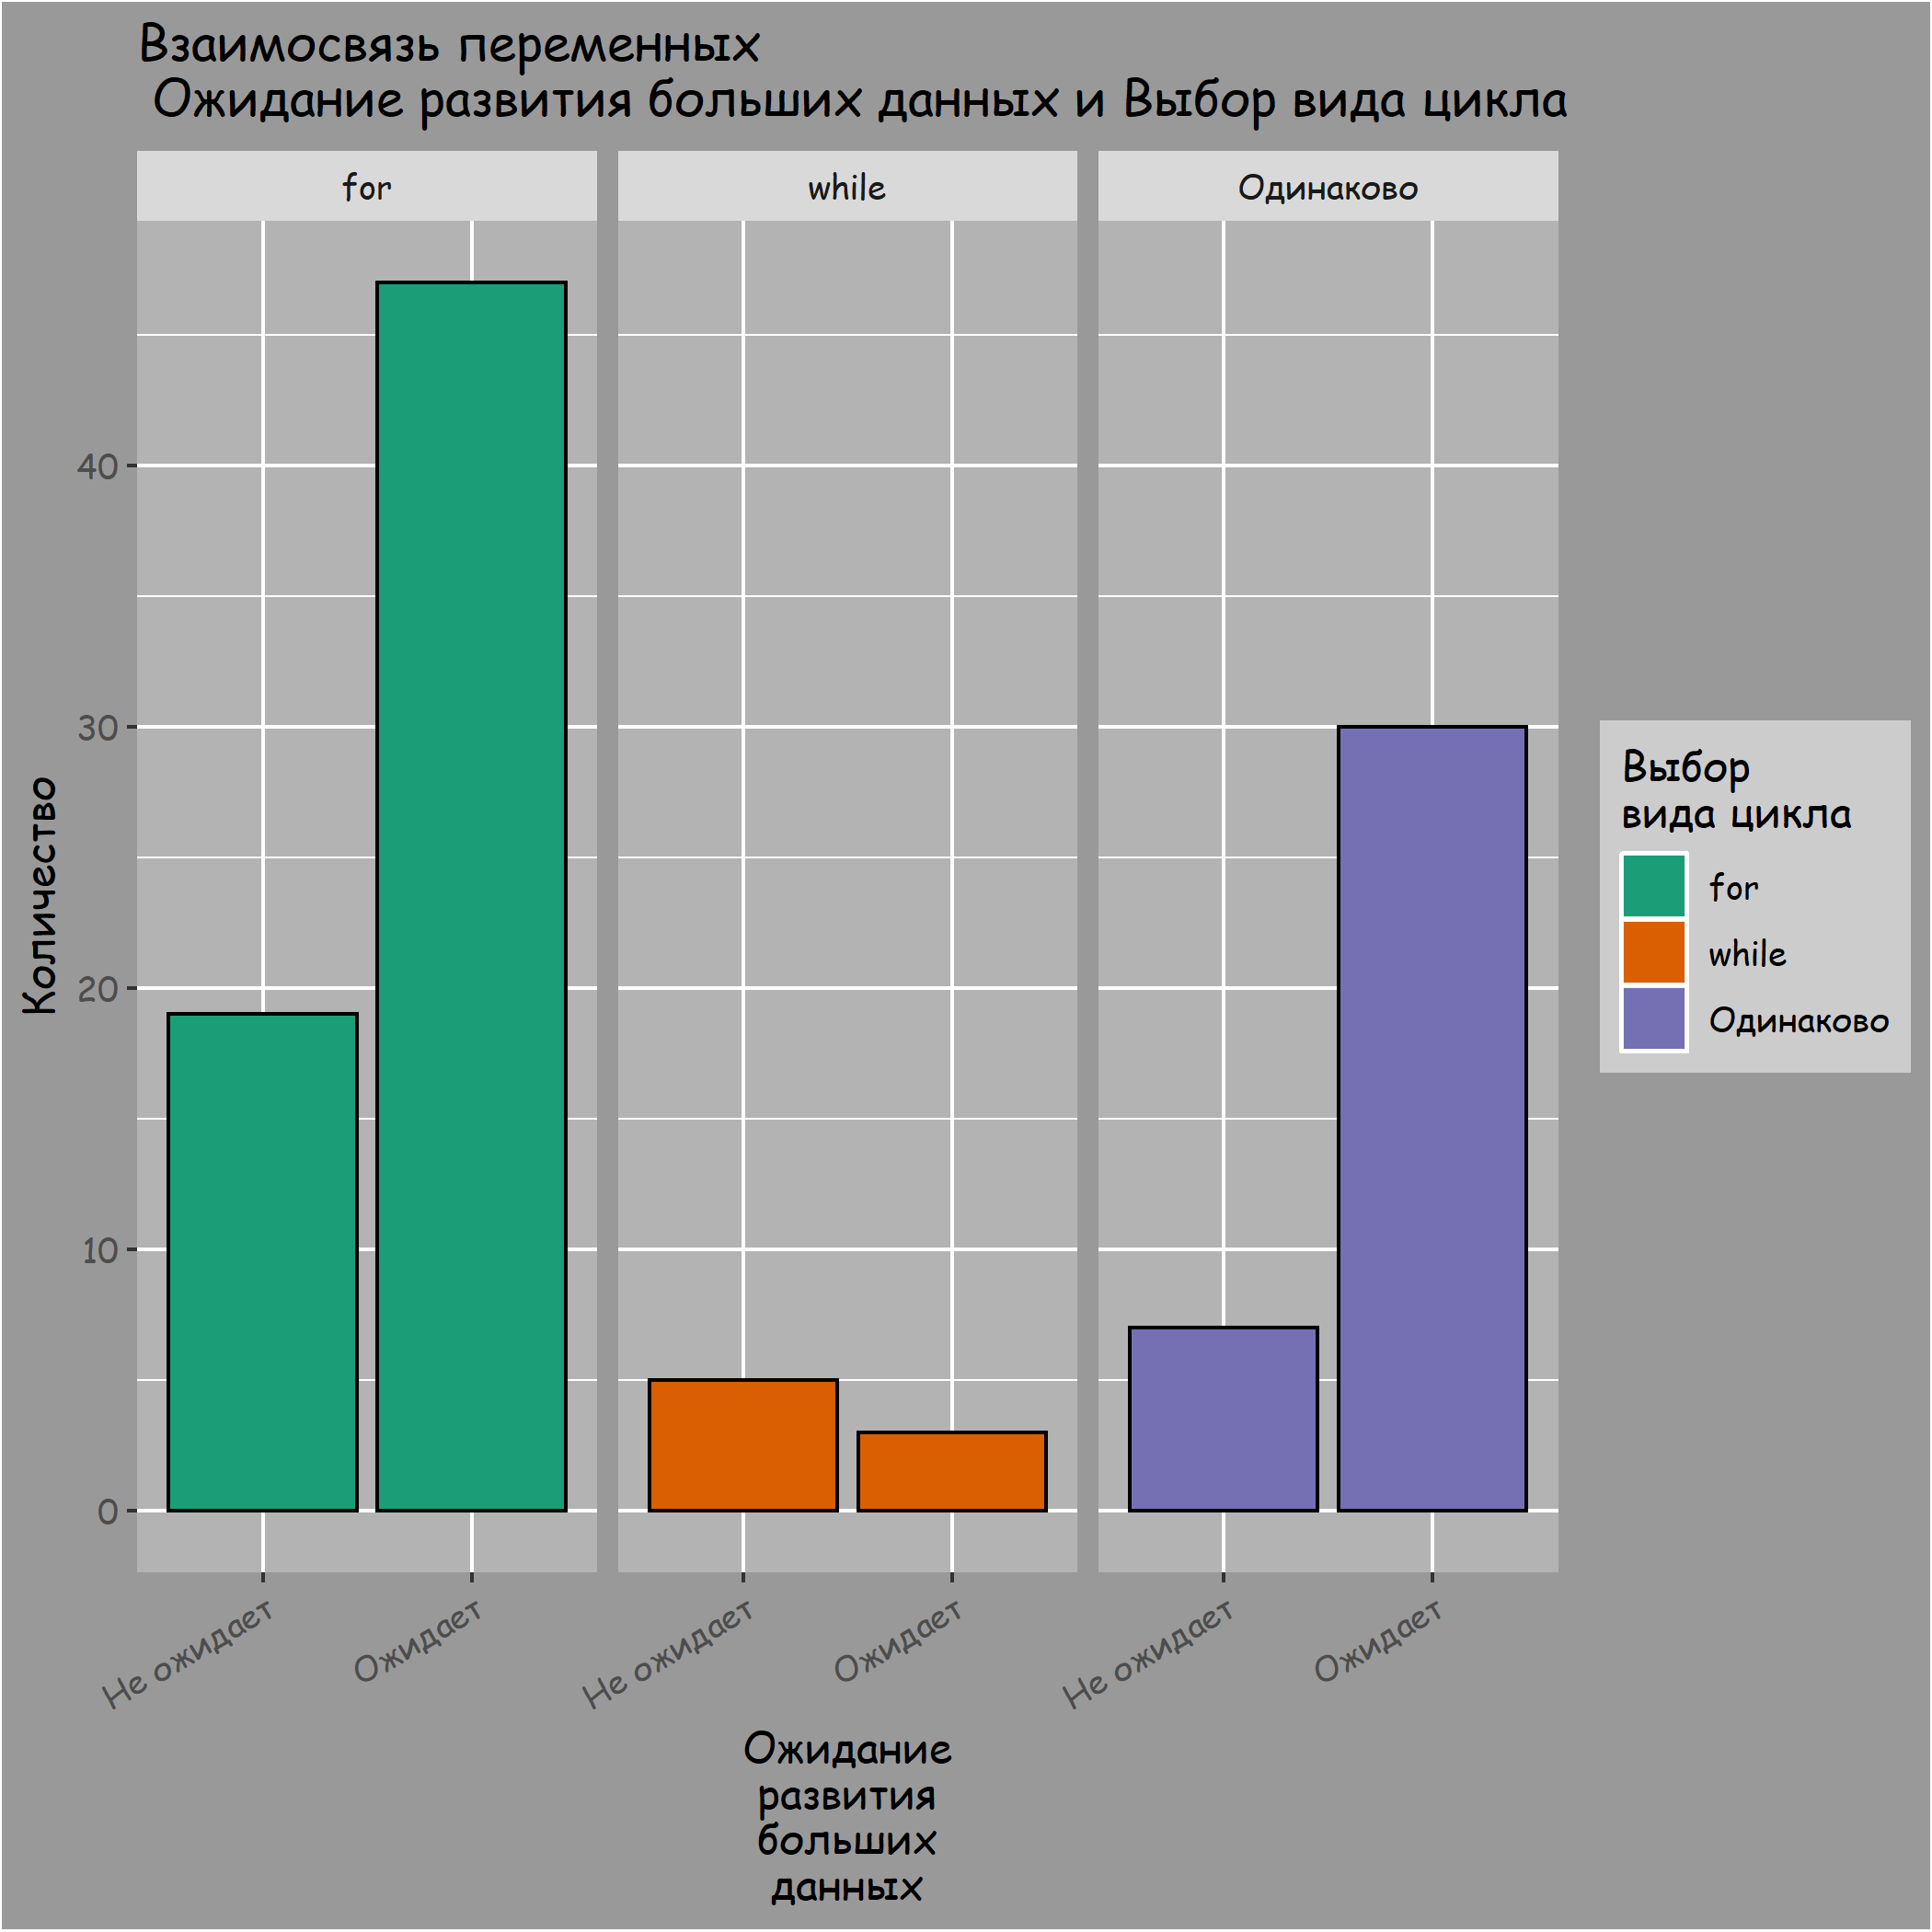 Взаимосвязь переменных
Ожидание развития больших данных и Выбор вида цикла
for
while
Одинаково
Количество
40
30
20
10
0
Не ожидает
Ожидает
Не ожидает
Ожидает
Не ожидает
Ожидает
Ожидание
развития
больших
данных
Выбор
вида цикла
for
while
Одинаково